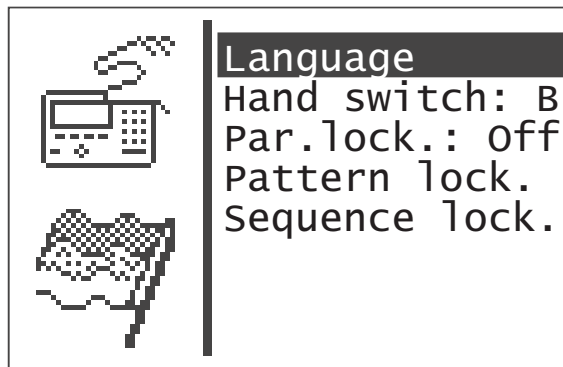 Language
Hand switch: B
Par.lock.: Off
Pattern lock.
Sequence lock.